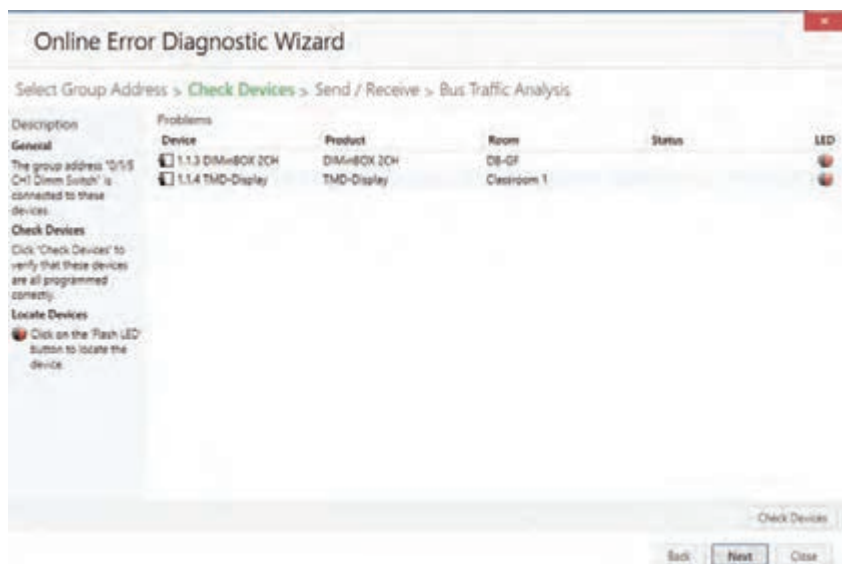 Online Error Diagnostic Wizard
Select Group Address > Check Devices > Send / Receive > Bus Traffic Analysis
Description
General
The group address "0/1/5
CH1 Dimm Switch" is
connected to these
devices.
Check Devices
Click 'Check Devices' to
verify that these devices
are all programmed
correctly.
Locate Devices
Click on the 'Flash LED'
button to locate the
device.
Problems
Device Product Room Status LED
1.1.3 DIMinBOX 2CH DIMinBOX 2CH DB-GF
1.1.4 TMD-Display TMD-Display Classroom 1
Check Devices
Back Next Close